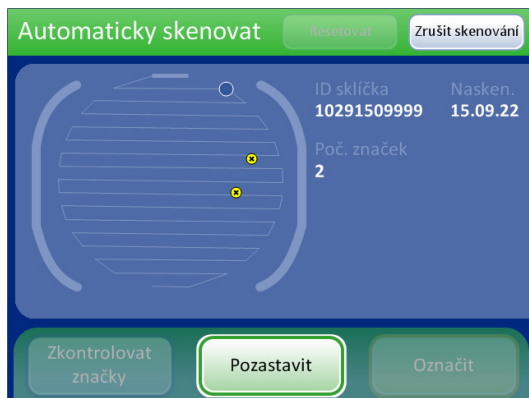 Automaticky skenovat
Resetovat
Zrušit skenování
ID sklíčka
Nasken.
10291509999
15.09.22
Poč. značek
2
Zkontrolovat
značky
Pozastavit
Označit